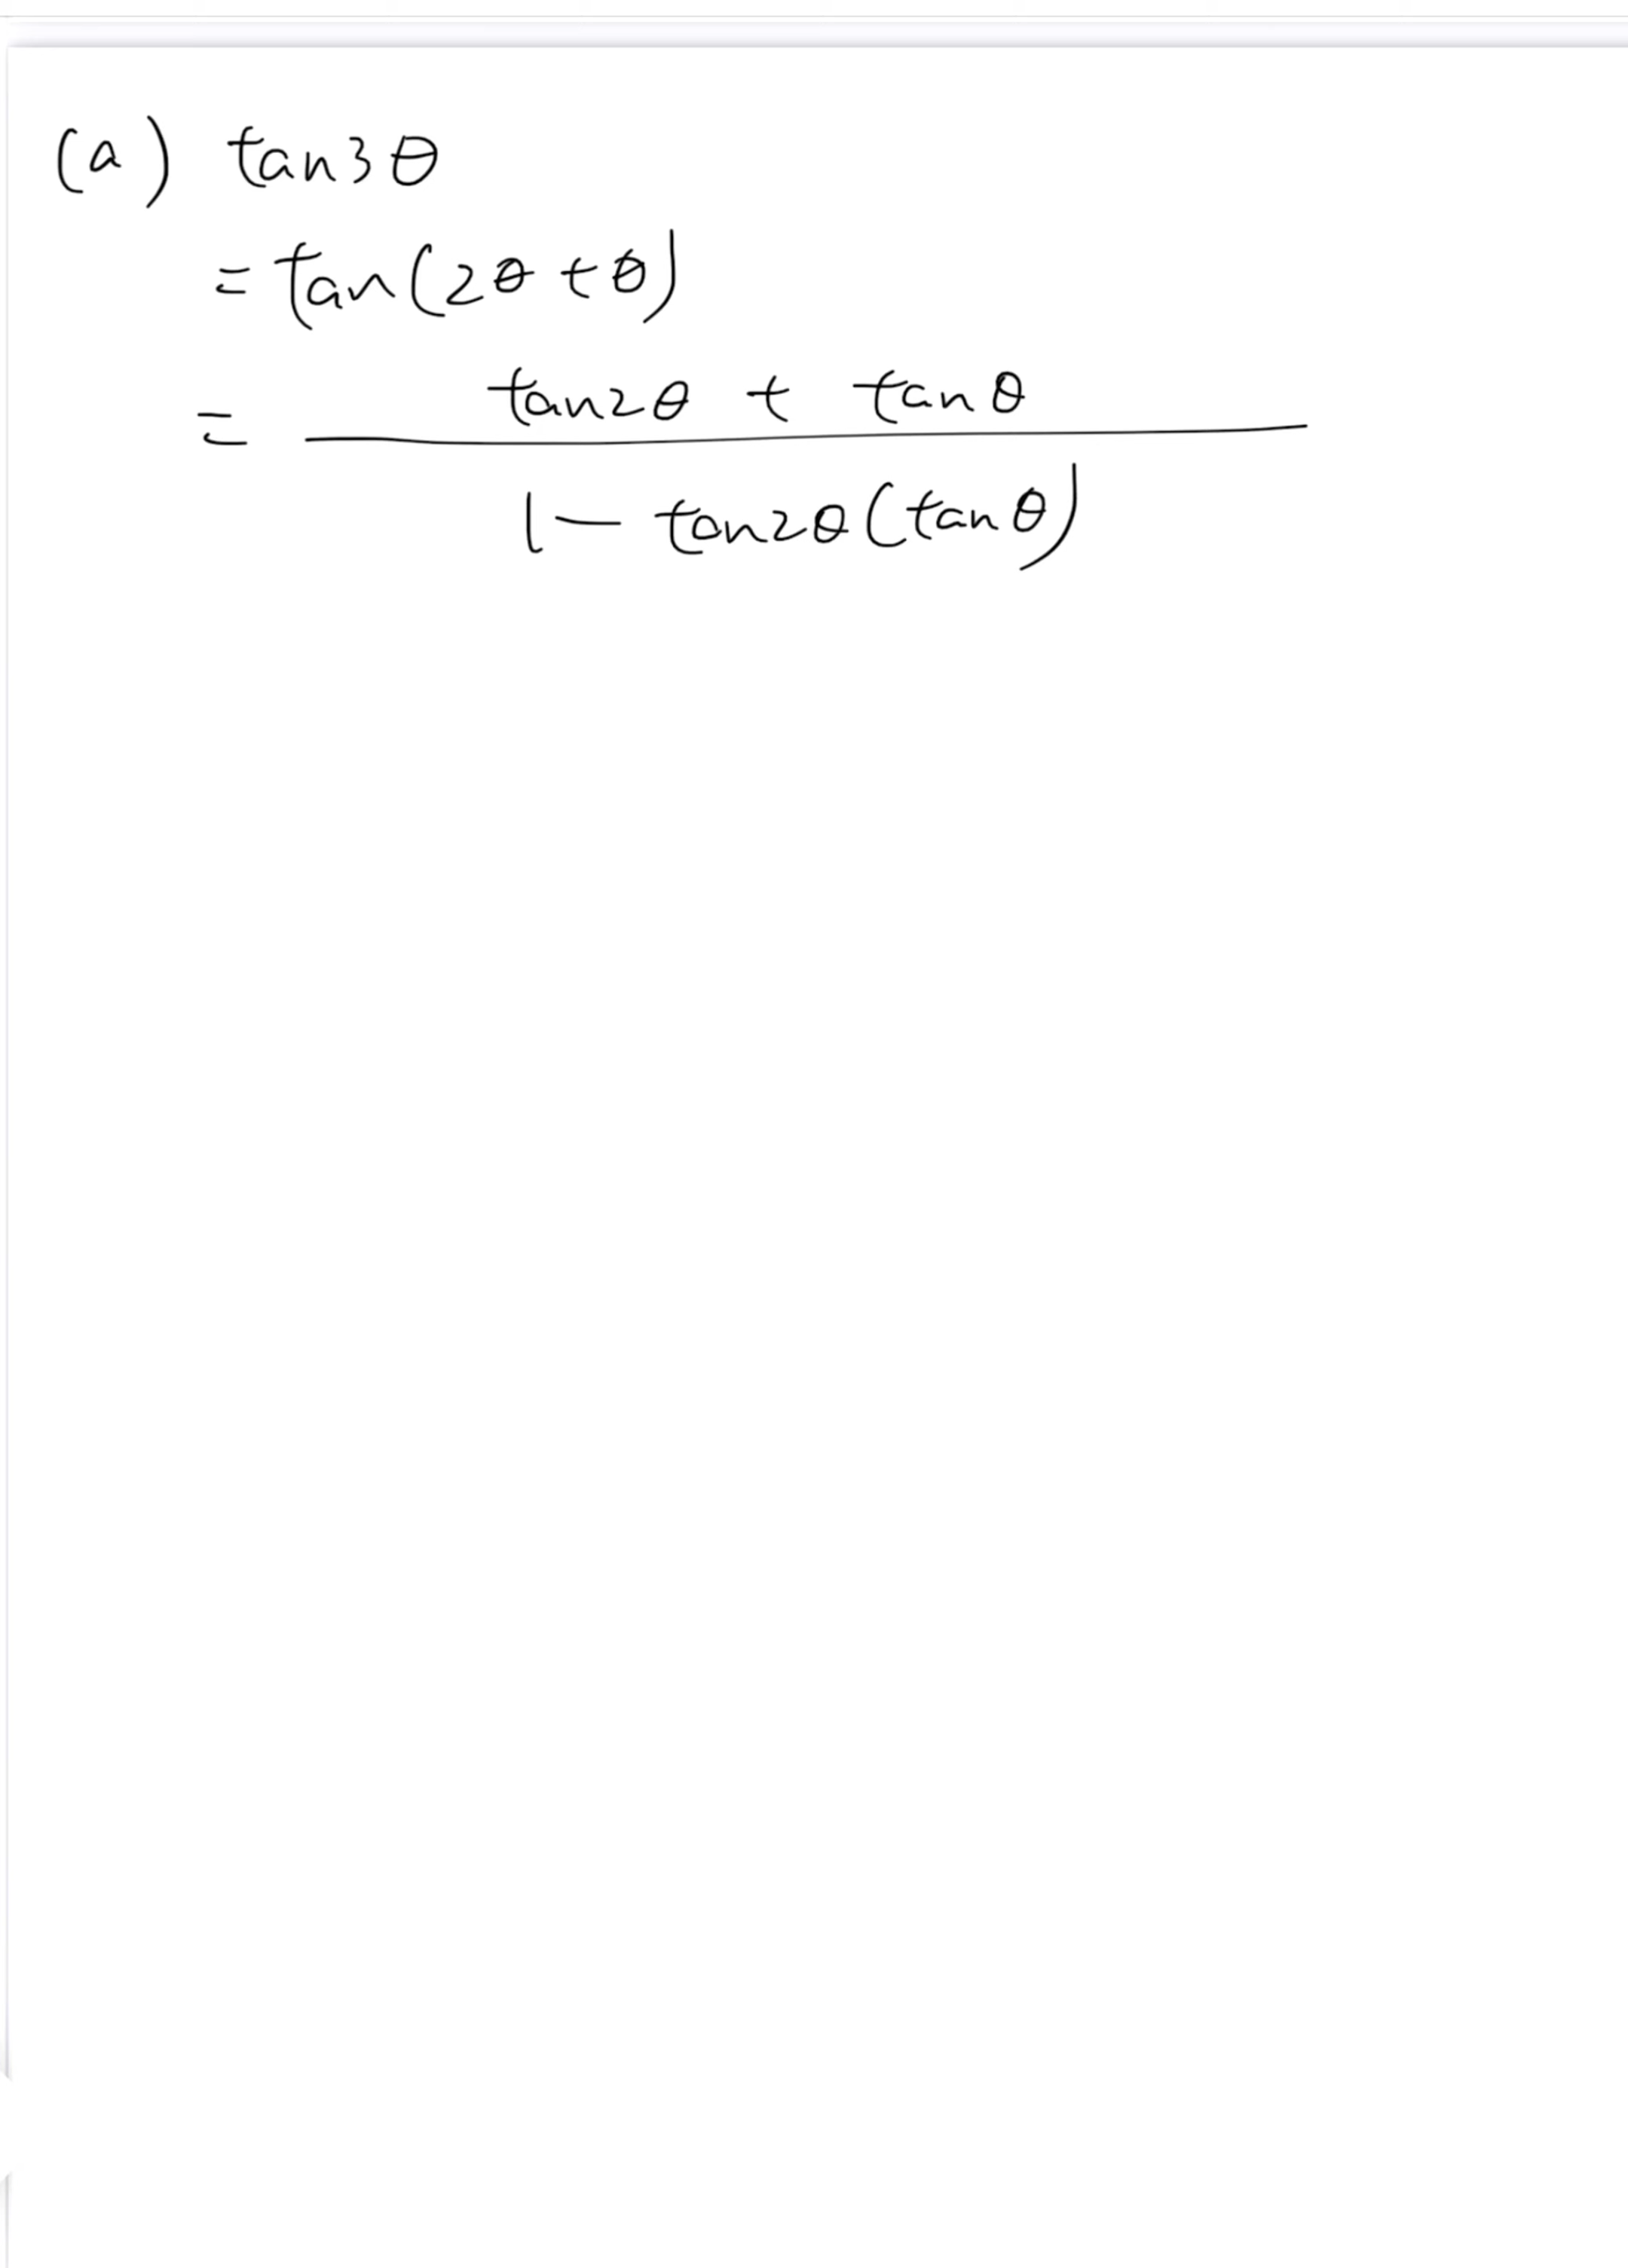 (a) tan3θ
= tan(2θ+θ)
= tan2θ + tanθ
1 - tan2θ(tanθ)